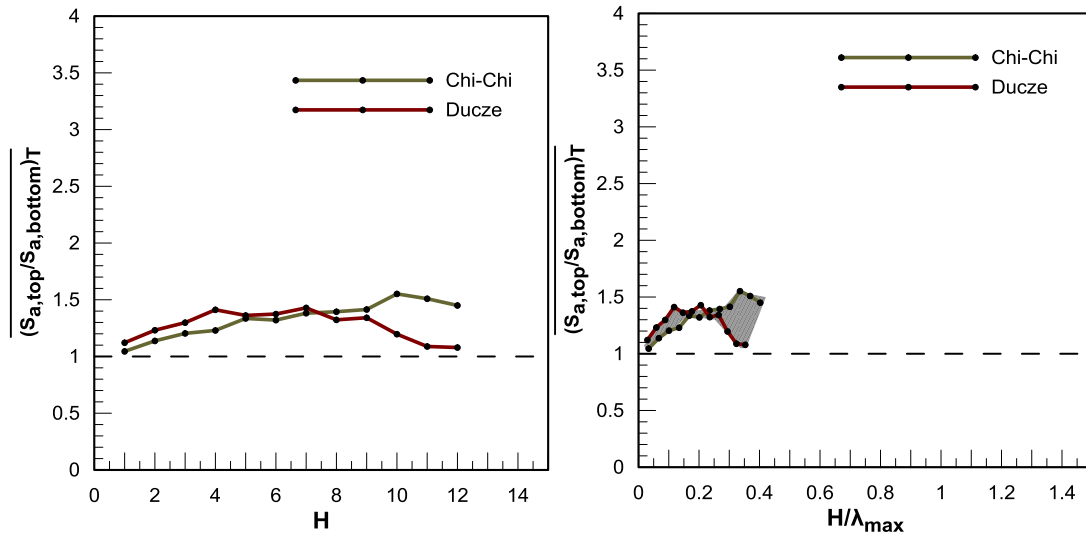 4
3.5
3
2.5
2
1.5
1
0.5
0
(Sa,top/Sa,bottom)T
Chi-Chi
Ducze
0 2 4 6 8 10 12 14
H
4
3.5
3
2.5
2
1.5
1
0.5
0
(Sa,top/Sa,bottom)T
Chi-Chi
Ducze
0 0.2 0.4 0.6 0.8 1 1.2 1.4
H/λmax